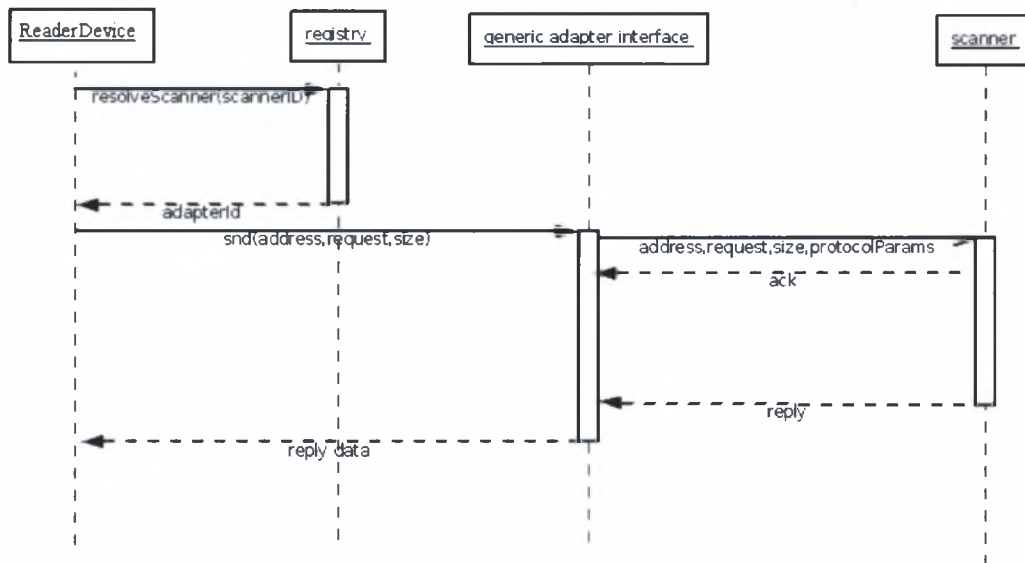 ReaderDevice
registry
generic adapter interface
scanner
resolveScanner(scannerID)
adapterId
snd(address,request,size)
address,request,size,protocolParams
ack
reply
reply data